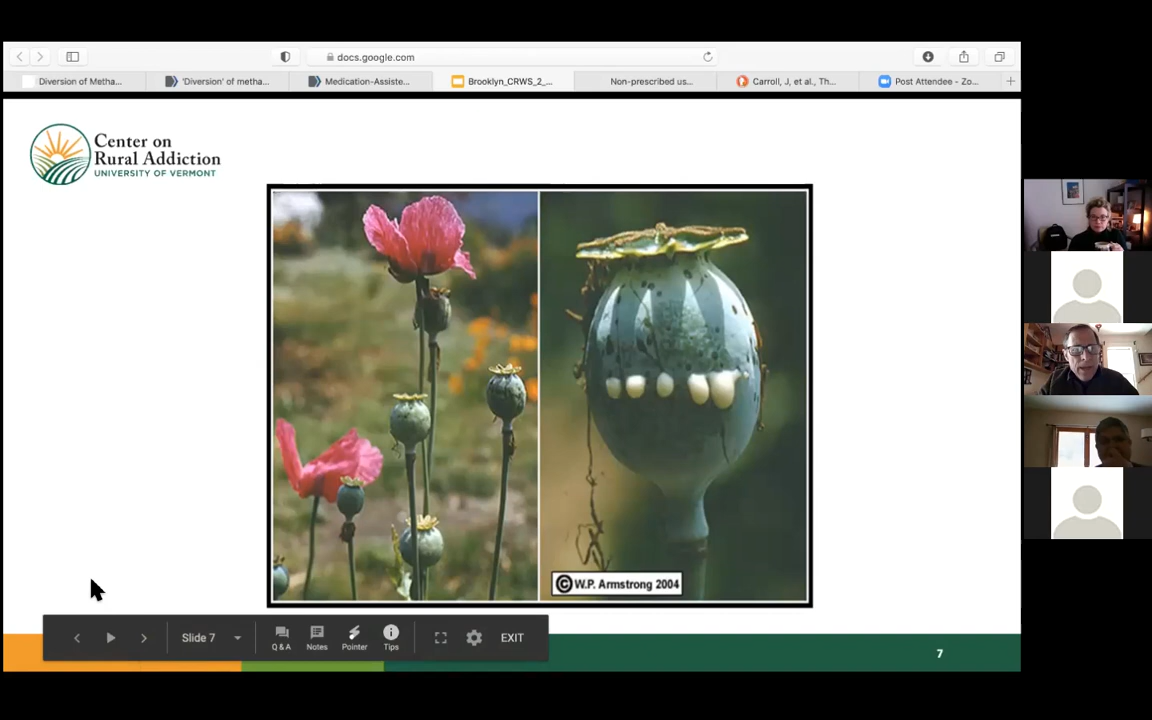 docs.google.com
Diversion of Metha...
'Diversion' of metha...
Medication-Assiste...
Brooklyn_CRWS_2_...
Non-prescribed us...
Carroll, J, et al., Th...
Post Attendee - Zo...
Center on
Rural Addiction
UNIVERSITY OF VERMONT
© W.P. Armstrong 2004
Slide 7
Q & A
Notes
Pointer
Tips
EXIT
7